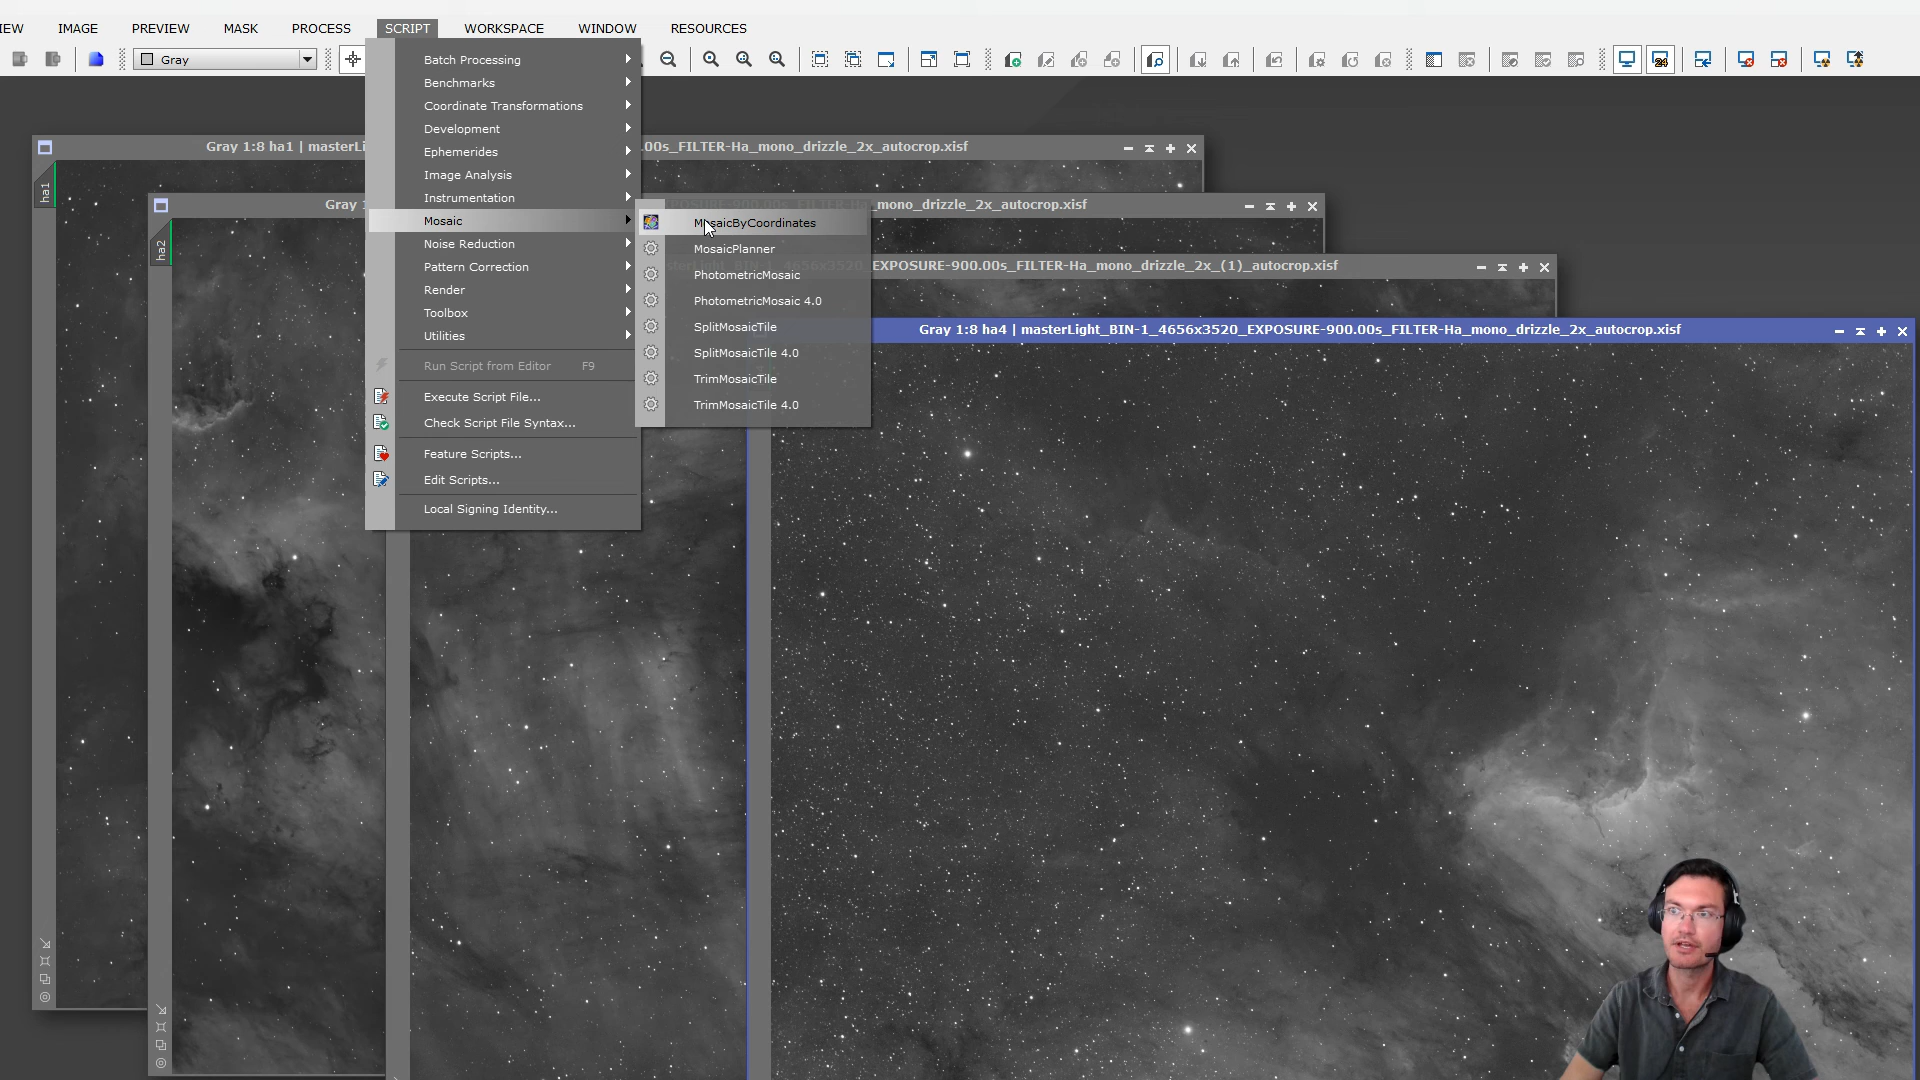 IEW IMAGE PREVIEW MASK PROCESS SCRIPT WORKSPACE WINDOW RESOURCES
Gray
24
Batch Processing
Benchmarks
Coordinate Transformations
Development
Ephemerides
Image Analysis
Instrumentation
Mosaic
Noise Reduction
Pattern Correction
Render
Toolbox
Utilities
Run Script from Editor F9
Execute Script File...
Check Script File Syntax...
Feature Scripts...
Edit Scripts...
Local Signing Identity...
MosaicByCoordinates
MosaicPlanner
PhotometricMosaic
PhotometricMosaic 4.0
SplitMosaicTile
SplitMosaicTile 4.0
TrimMosaicTile
TrimMosaicTile 4.0
Gray 1:8 ha1 | masterLi .00s_FILTER-Ha_mono_drizzle_2x_autocrop.xisf
ha1
Gray 1 _mono_drizzle_2x_autocrop.xisf
ha2
_EXPOSURE-900.00s_FILTER-Ha_mono_drizzle_2x_(1)_autocrop.xisf
Gray 1:8 ha4 | masterLight_BIN-1_4656x3520_EXPOSURE-900.00s_FILTER-Ha_mono_drizzle_2x_autocrop.xisf